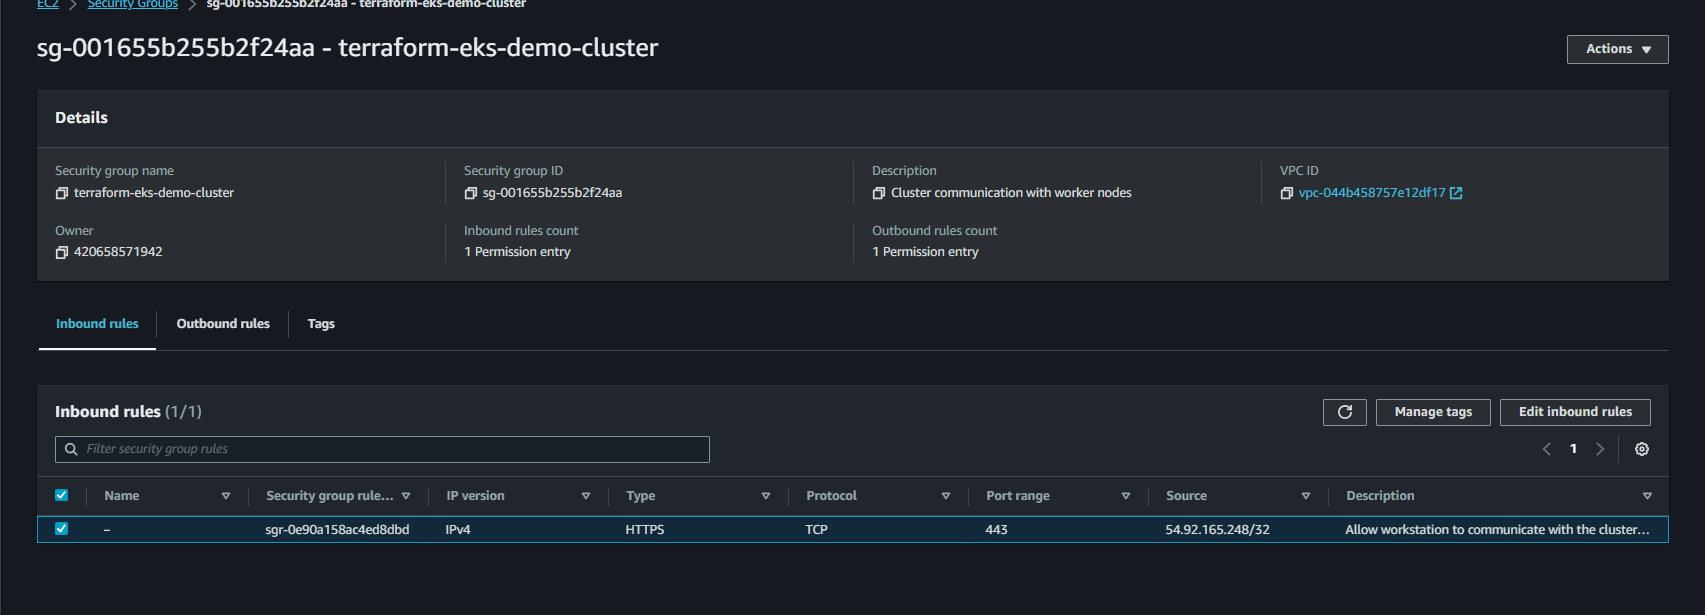 EC2 > Security Groups > sg-001655b255b2f24aa - terraform-eks-demo-cluster
sg-001655b255b2f24aa - terraform-eks-demo-cluster
Actions
Details
Security group name
terraform-eks-demo-cluster
Security group ID
sg-001655b255b2f24aa
Description
Cluster communication with worker nodes
VPC ID
vpc-044b458757e12df17
Owner
420658571942
Inbound rules count
1 Permission entry
Outbound rules count
1 Permission entry
Inbound rules
Outbound rules
Tags
Inbound rules (1/1)
Manage tags
Edit inbound rules
Filter security group rules
1
Name Security group rule... IP version Type Protocol Port range Source Description
– sgr-0e90a158ac4ed8dbd IPv4 HTTPS TCP 443 54.92.165.248/32 Allow workstation to communicate with the cluster...